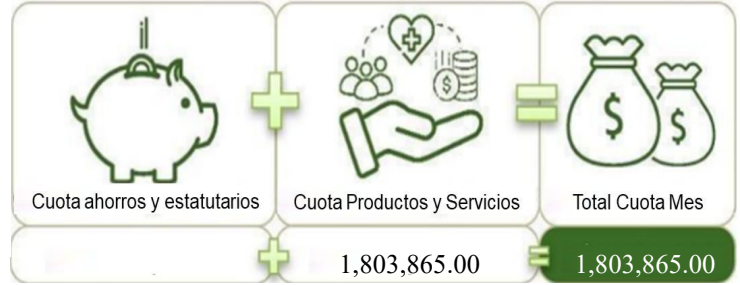 Cuota ahorros y estatutarios Cuota Productos y Servicios Total Cuota Mes
1,803,865.00 1,803,865.00